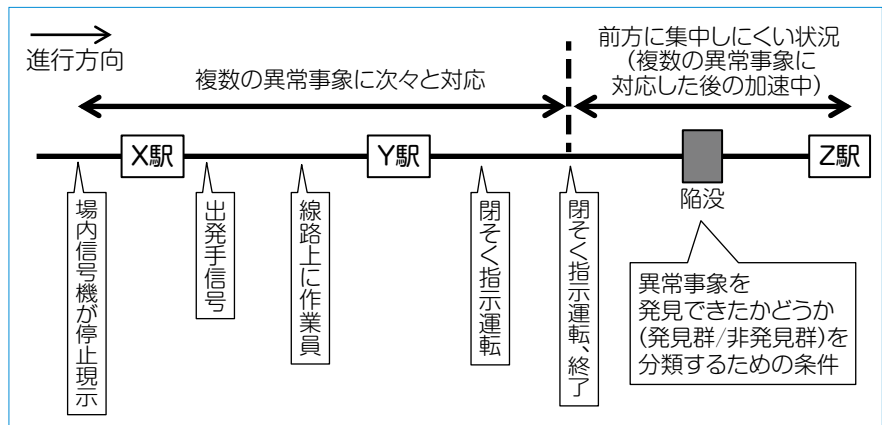 進行方向
複数の異常事象に次々と対応
前方に集中しにくい状況
(複数の異常事象に
対応した後の加速中)
X駅
Y駅
Z駅
陥没
場内信号機が停止現示
出発手信号
線路上に作業員
閉そく指示運転
閉そく指示運転、終了
異常事象を
発見できたかどうか
(発見群/非発見群)を
分類するための条件